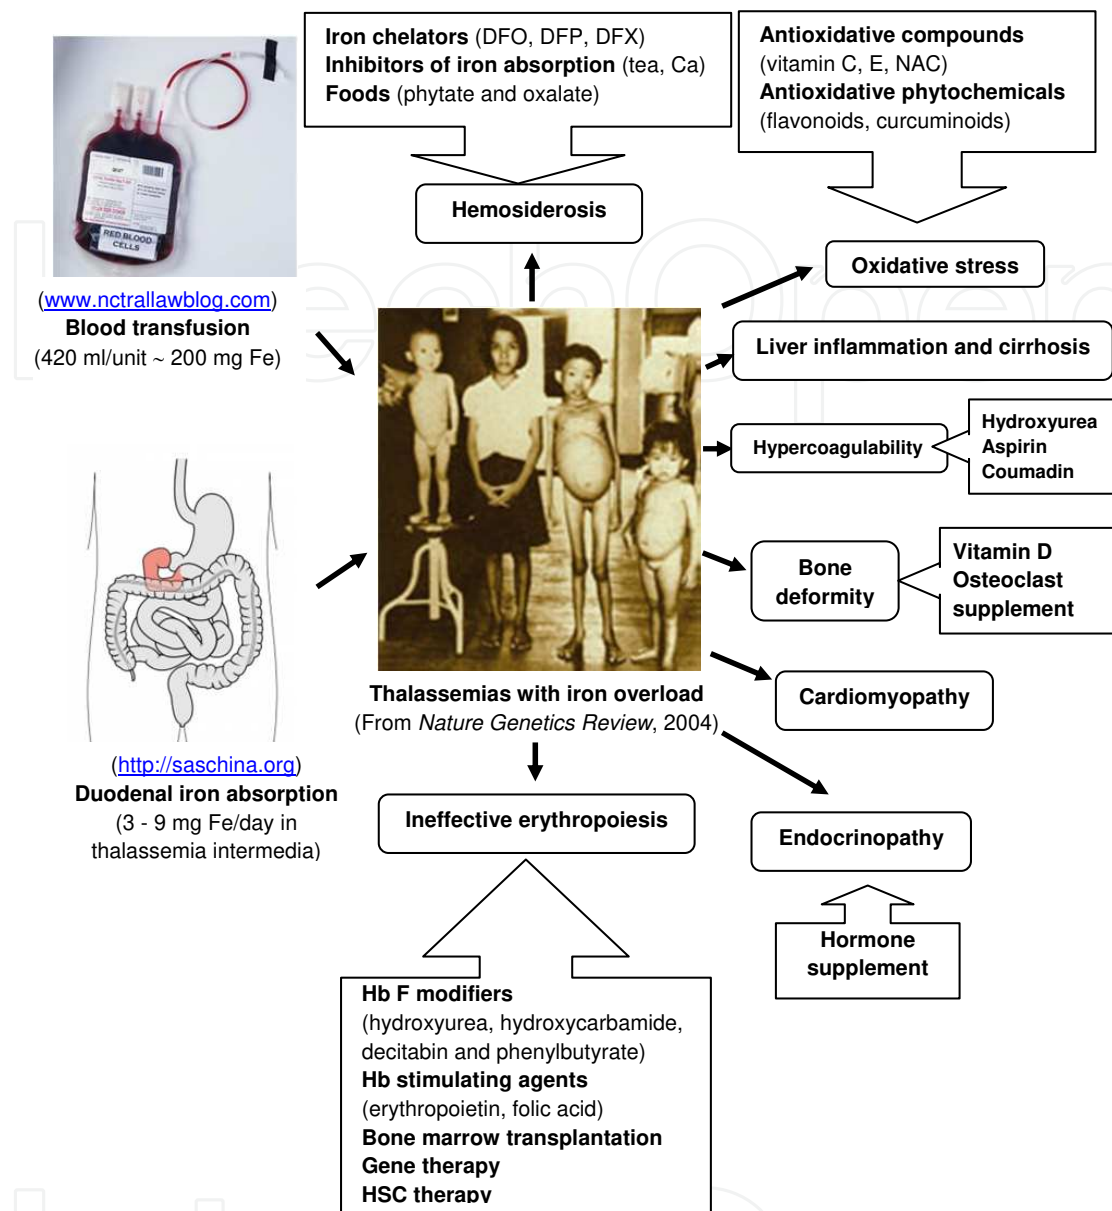 Iron chelators (DFO, DFP, DFX)
Inhibitors of iron absorption (tea, Ca)
Foods (phytate and oxalate)
Antioxidative compounds
(vitamin C, E, NAC)
Antioxidative phytochemicals
(flavonoids, curcuminoids)
RED BLOOD
CELLS
(www.nctrallawblog.com)
Blood transfusion
(420 ml/unit ~ 200 mg Fe)
Hemosiderosis
Oxidative stress
Liver inflammation and cirrhosis
Hypercoagulability
Hydroxyurea
Aspirin
Coumadin
Bone
deformity
Vitamin D
Osteoclast
supplement
Cardiomyopathy
Thalassemias with iron overload
(From Nature Genetics Review, 2004)
(http://saschina.org)
Duodenal iron absorption
(3 - 9 mg Fe/day in
thalassemia intermedia)
Ineffective erythropoiesis
Endocrinopathy
Hormone
supplement
Hb F modifiers
(hydroxyurea, hydroxycarbamide,
decitabin and phenylbutyrate)
Hb stimulating agents
(erythropoietin, folic acid)
Bone marrow transplantation
Gene therapy
HSC therapy